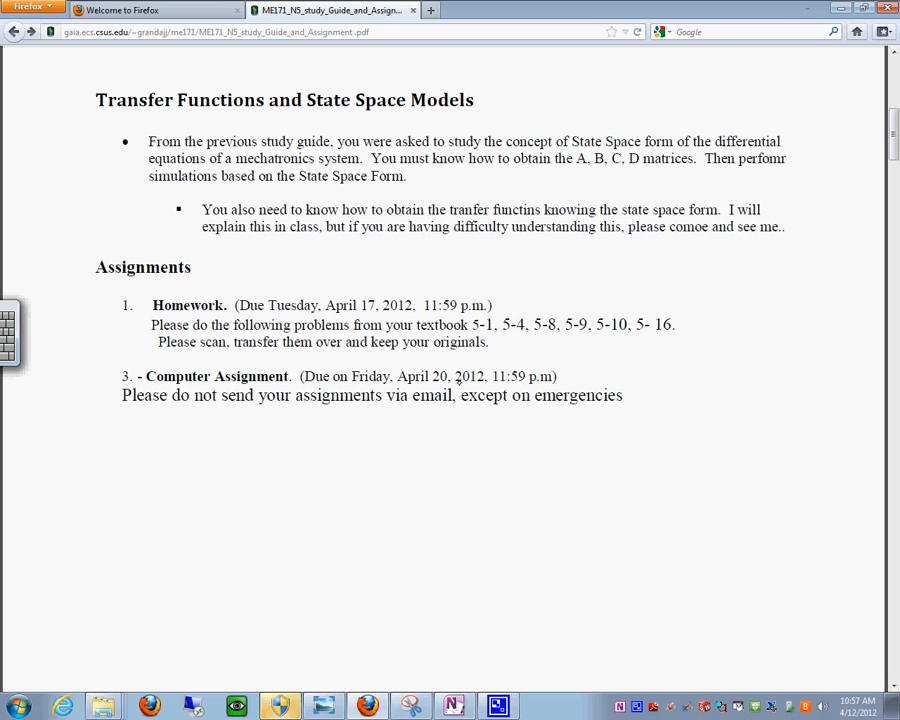 Firefox
Welcome to Firefox
ME171_N5_study_Guide_and_Assign...
gaia.ecs.csus.edu/~grandajj/me171/ME171_N5_study_Guide_and_Assignment .pdf
Google
Transfer Functions and State Space Models
• From the previous study guide, you were asked to study the concept of State Space form of the differential
equations of a mechatronics system. You must know how to obtain the A, B, C, D matrices. Then perfomr
simulations based on the State Space Form.
▪ You also need to know how to obtain the tranfer functins knowing the state space form. I will
explain this in class, but if you are having difficulty understanding this, please comoe and see me..
Assignments
1. Homework. (Due Tuesday, April 17, 2012, 11:59 p.m.)
Please do the following problems from your textbook 5-1, 5-4, 5-8, 5-9, 5-10, 5- 16.
Please scan, transfer them over and keep your originals.
3. - Computer Assignment. (Due on Friday, April 20, 2012, 11:59 p.m)
Please do not send your assignments via email, except on emergencies
10:57 AM
4/12/2012